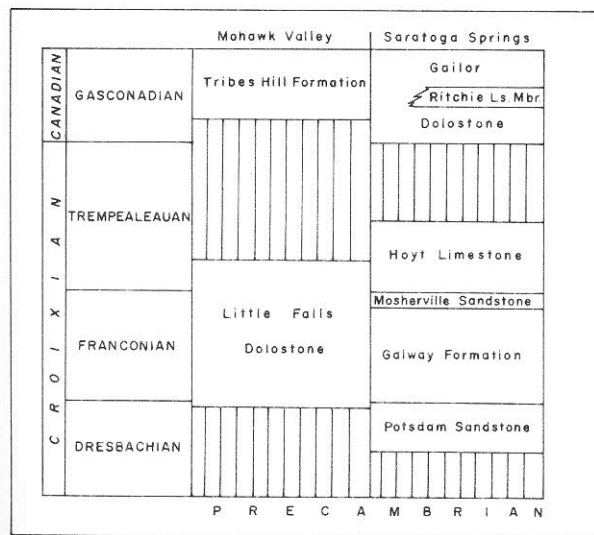 Mohawk Valley
Saratoga Springs
CANADIAN
GASCONADIAN
Tribes Hill Formation
Gailor
Ritchie Ls. Mbr.
Dolostone
CROIXIAN
TREMPEALEAUAN
Hoyt Limestone
Mosherville Sandstone
FRANCONIAN
Little Falls
Dolostone
Galway Formation
DRESBACHIAN
Potsdam Sandstone
PRECAMBRIAN